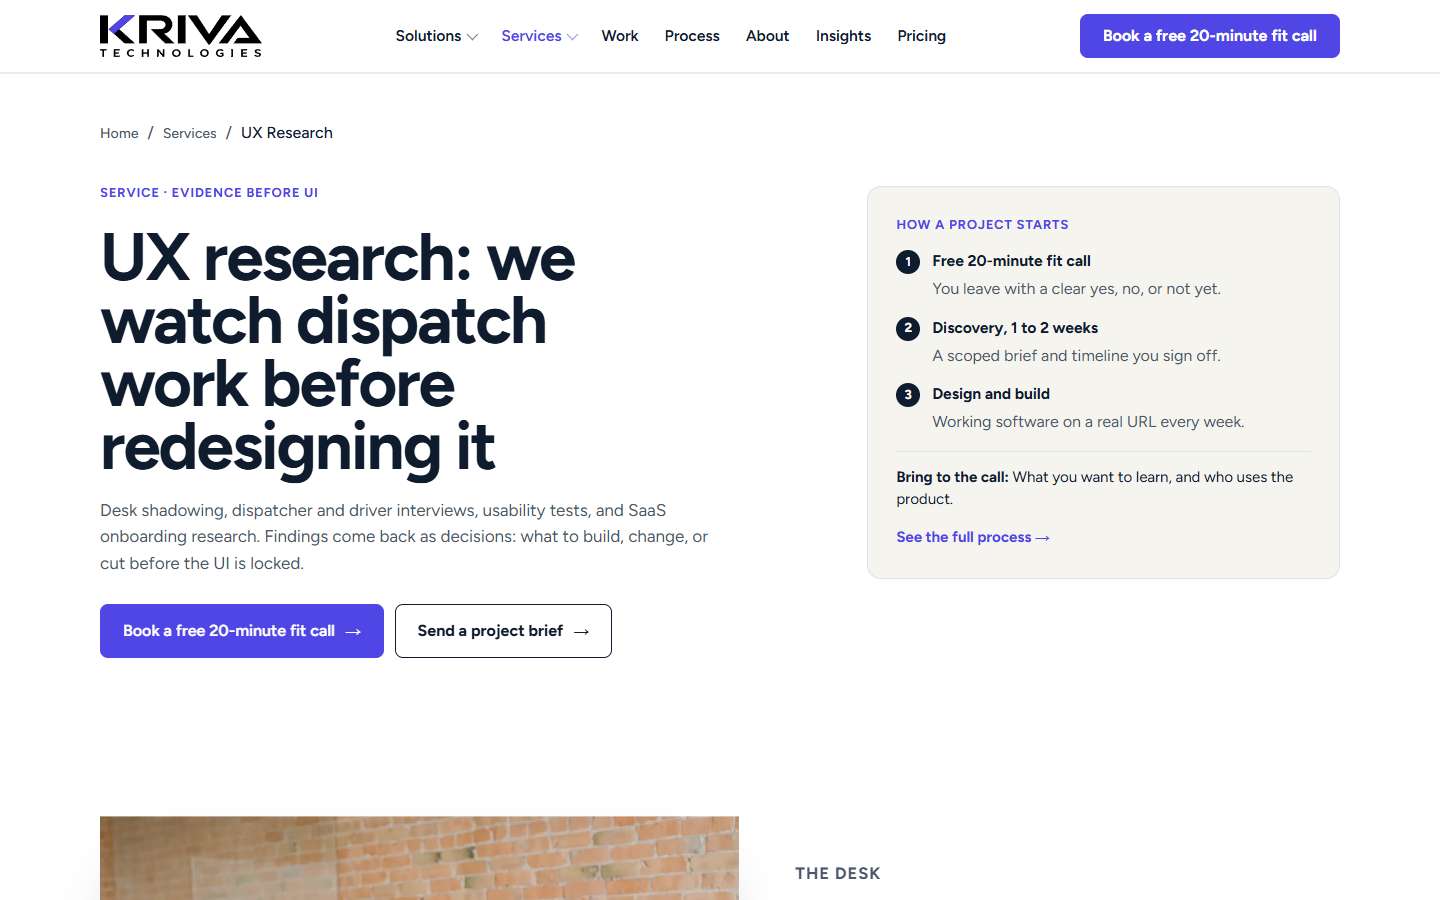 KRIVA
TECHNOLOGIES
Solutions
Services
Work
Process
About
Insights
Pricing
Book a free 20-minute fit call
Home / Services / UX Research
SERVICE · EVIDENCE BEFORE UI
UX research: we
watch dispatch
work before
redesigning it
Desk shadowing, dispatcher and driver interviews, usability tests, and SaaS
onboarding research. Findings come back as decisions: what to build, change, or
cut before the UI is locked.
Book a free 20-minute fit call →
Send a project brief →
HOW A PROJECT STARTS
1 Free 20-minute fit call
You leave with a clear yes, no, or not yet.
2 Discovery, 1 to 2 weeks
A scoped brief and timeline you sign off.
3 Design and build
Working software on a real URL every week.
Bring to the call: What you want to learn, and who uses the
product.
See the full process →
THE DESK